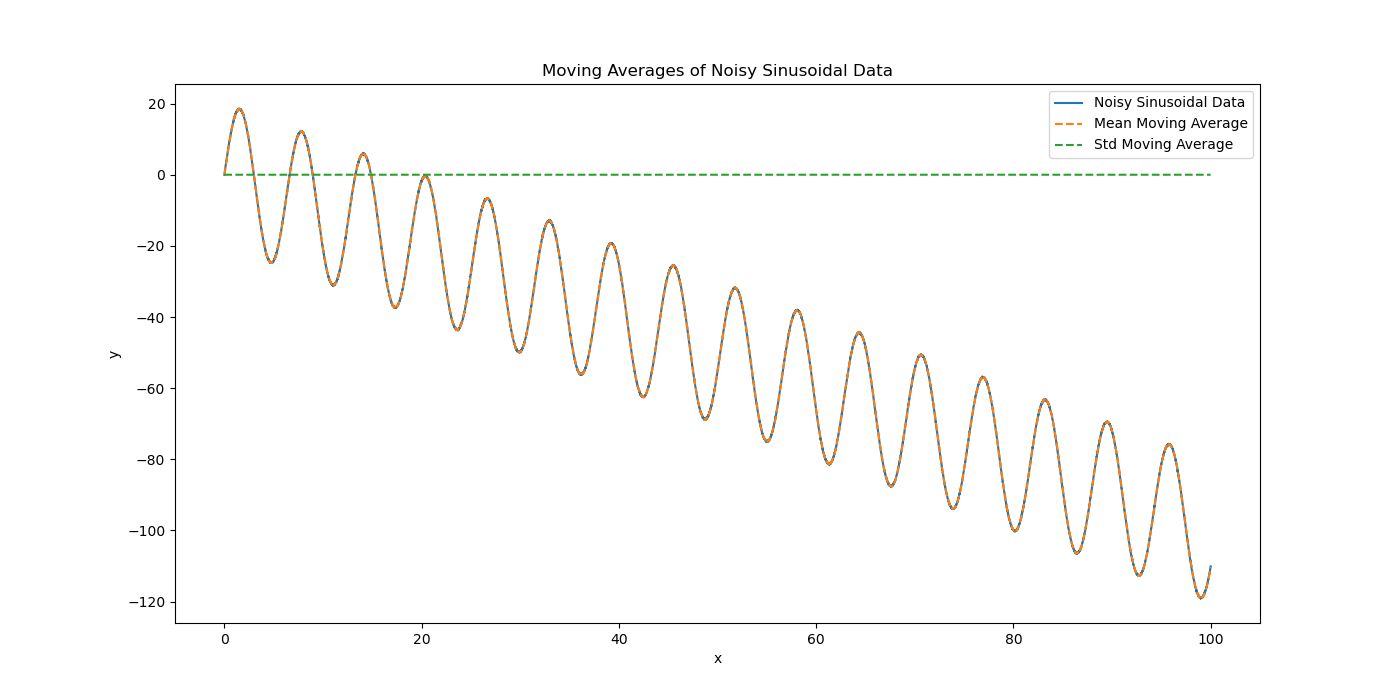 Moving Averages of Noisy Sinusoidal Data
Noisy Sinusoidal Data
Mean Moving Average
Std Moving Average
20
0
−20
−40
−60
−80
−100
−120
y
0 20 40 60 80 100
x